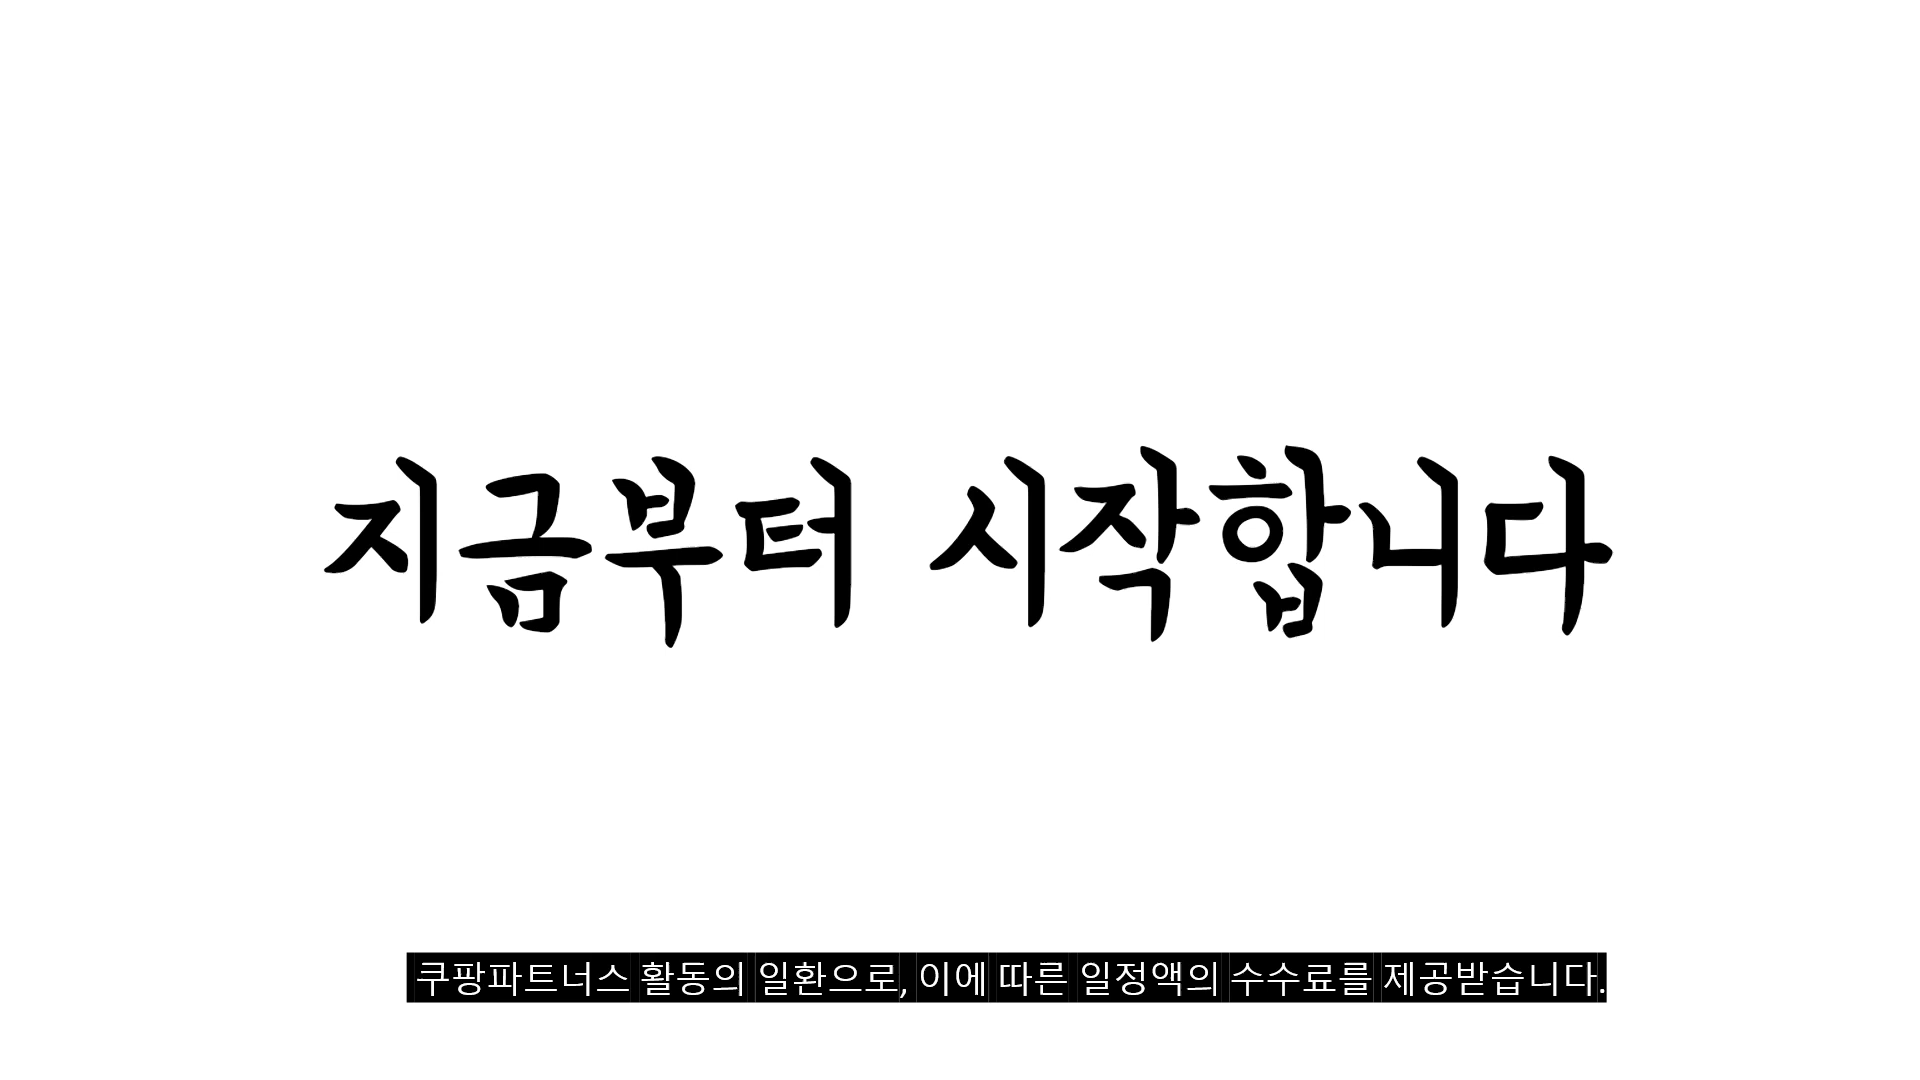 지금부터 시작합니다
쿠팡파트너스 활동의 일환으로, 이에 따른 일정액의 수수료를 제공받습니다.